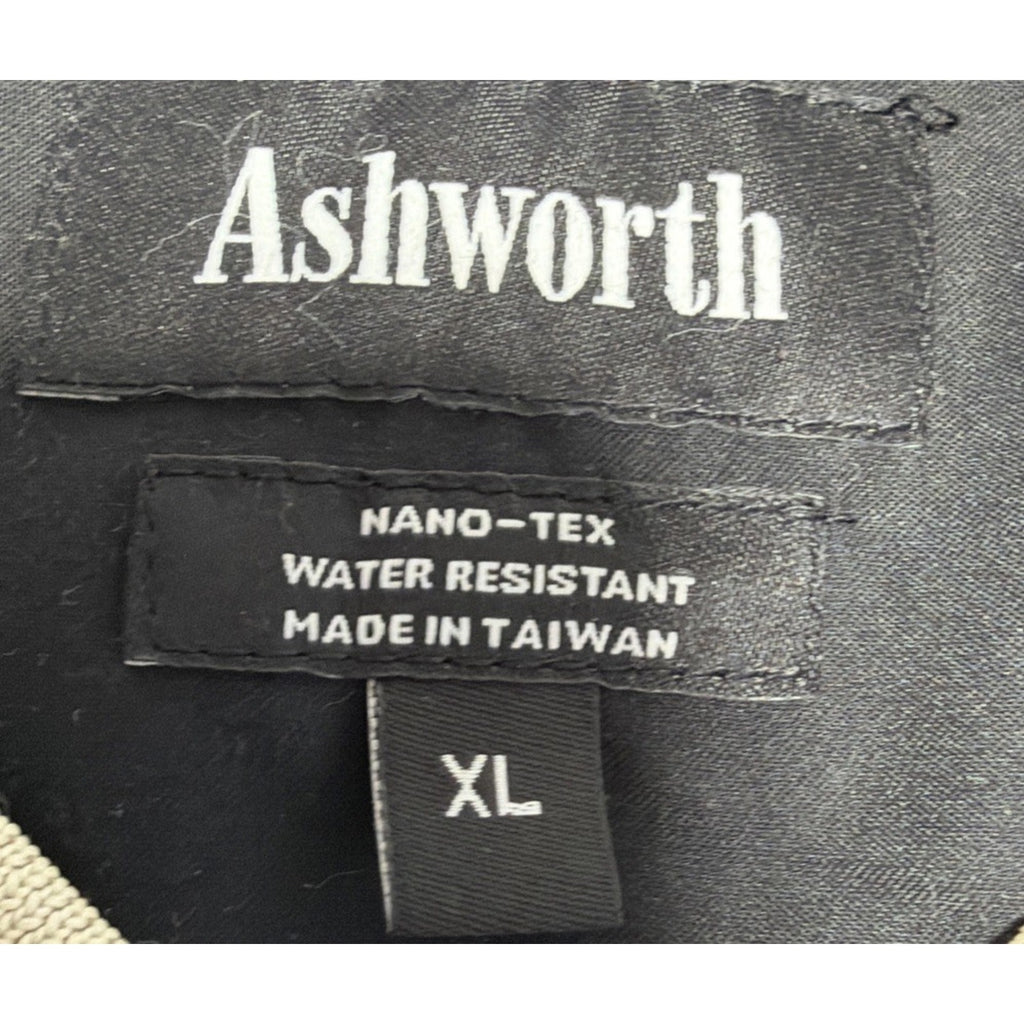 Ashworth
NANO-TEX
WATER RESISTANT
MADE IN TAIWAN
XL